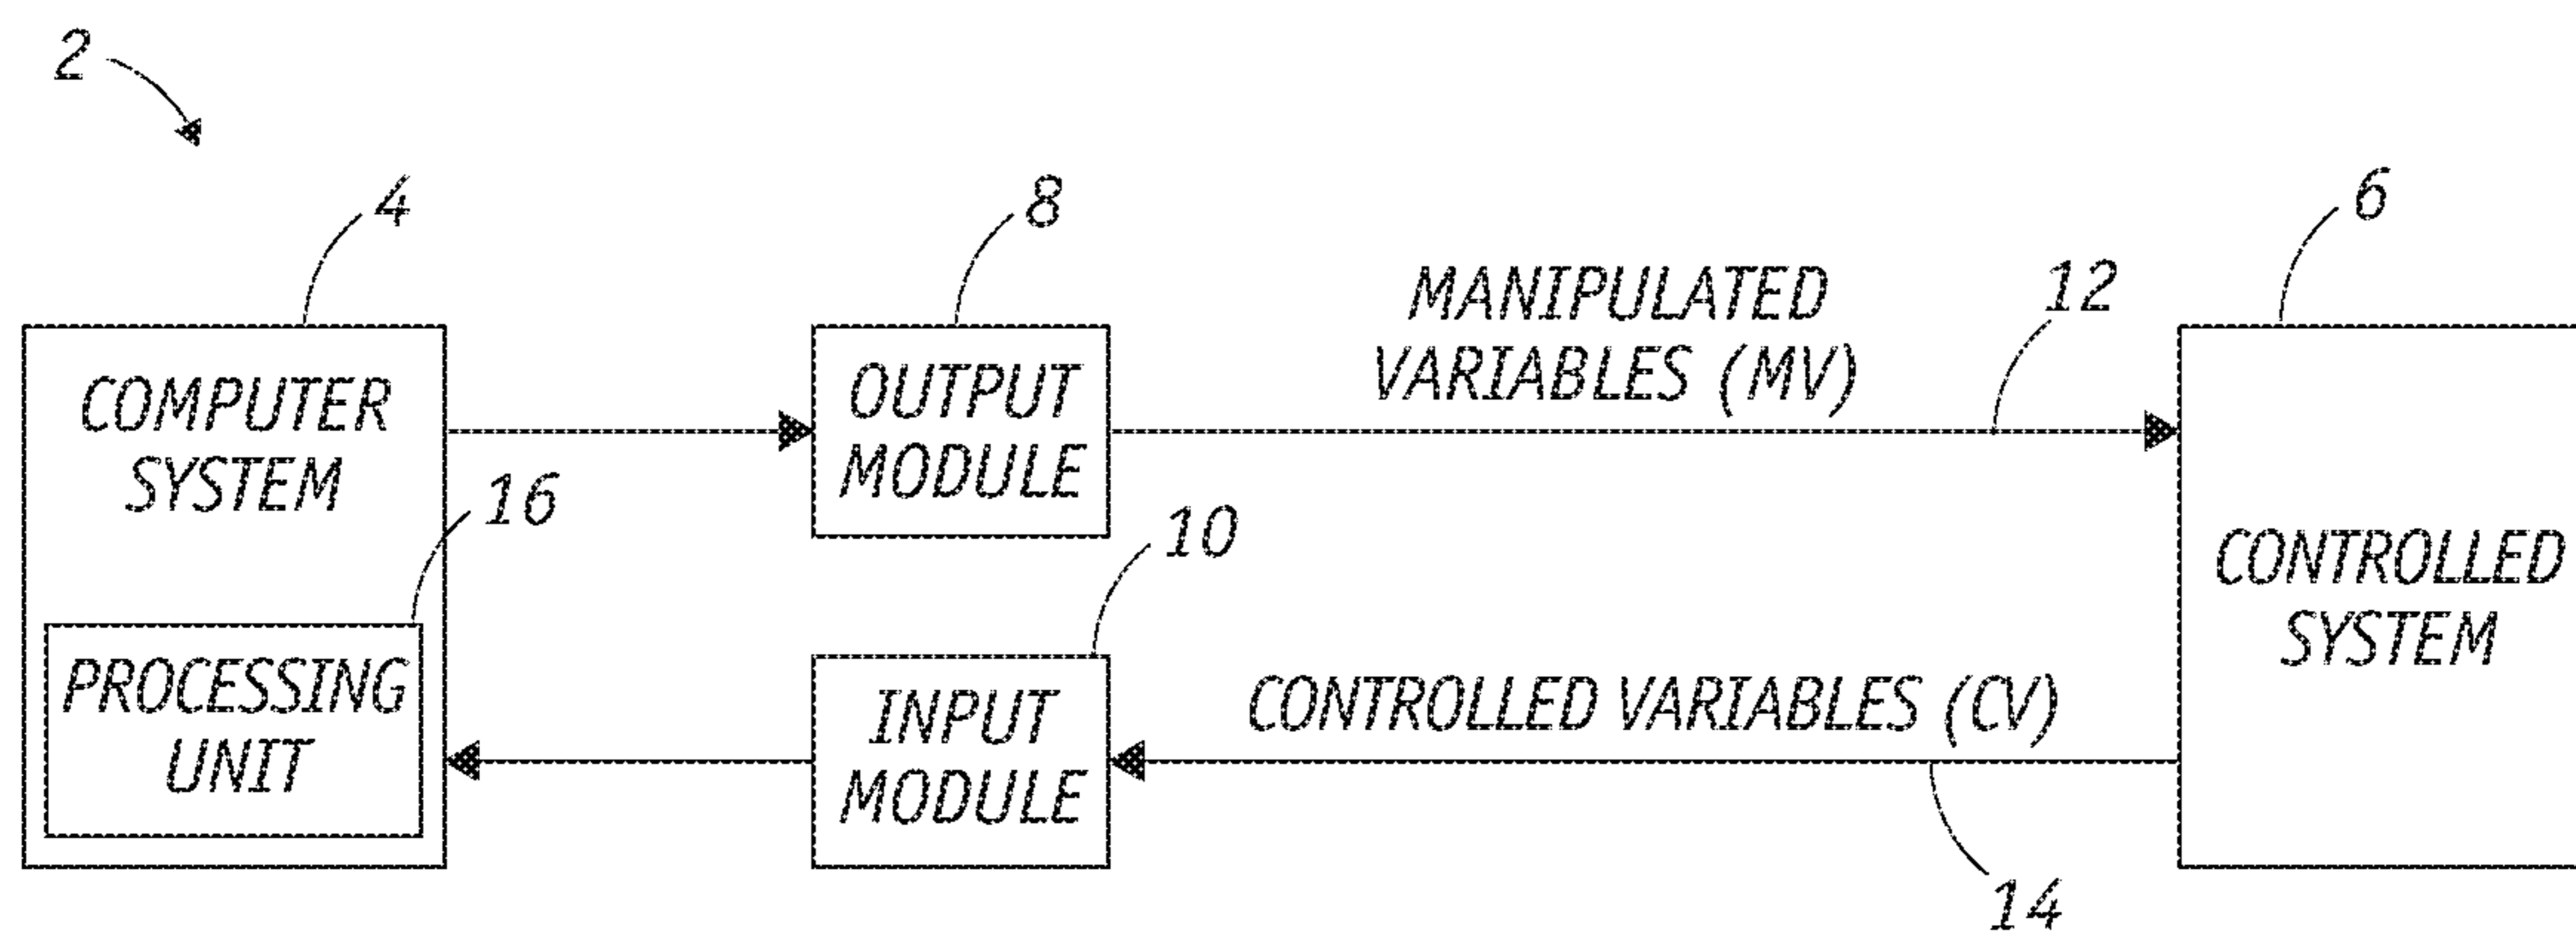 2
4
8
6
12
MANIPULATED
VARIABLES (MV)
COMPUTER
SYSTEM
OUTPUT
MODULE
16
10
CONTROLLED
SYSTEM
PROCESSING
UNIT
INPUT
MODULE
CONTROLLED VARIABLES (CV)
14